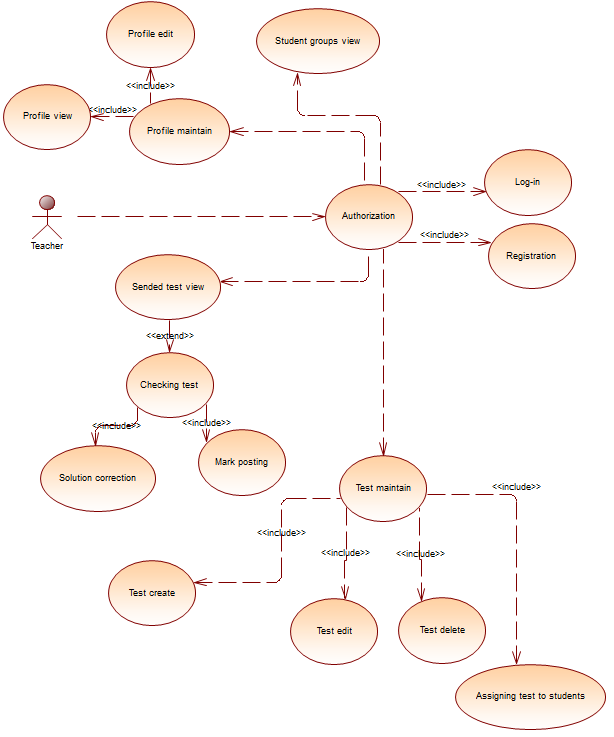 Profile edit
Student groups view
<<include>>
Profile view
<<include>>
Profile maintain
<<include>>
Log-in
Authorization
<<include>>
Teacher
Registration
Sended test view
<<extend>>
Checking test
<<include>>
<<include>>
Solution correction
Mark posting
Test maintain
<<include>>
<<include>>
<<include>>
<<include>>
Test create
Test edit
Test delete
Assigning test to students